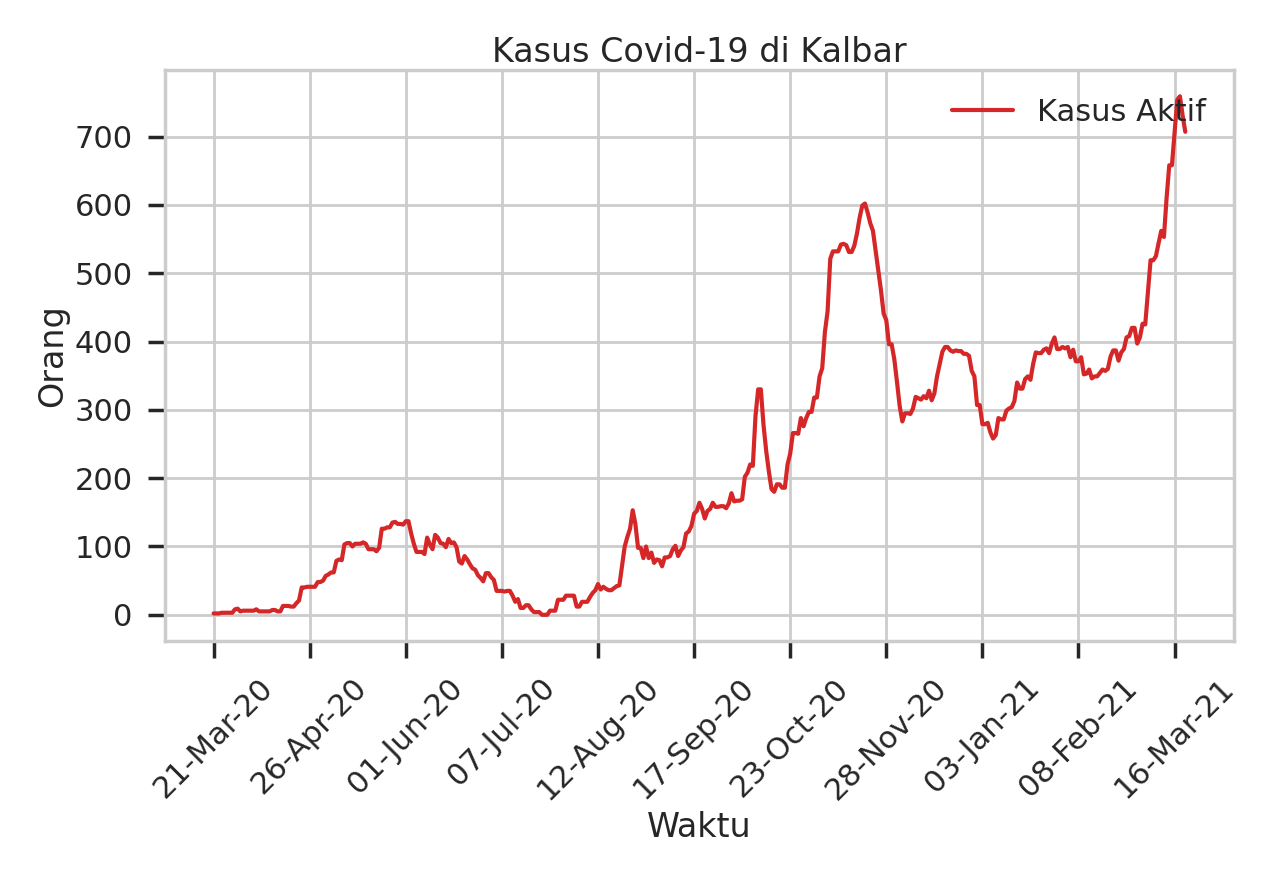 Kasus Covid-19 di Kalbar
Kasus Aktif
700
600
500
400
300
200
100
0
Orang
21-Mar-20
26-Apr-20
01-Jun-20
07-Jul-20
12-Aug-20
17-Sep-20
23-Oct-20
28-Nov-20
03-Jan-21
08-Feb-21
16-Mar-21
Waktu